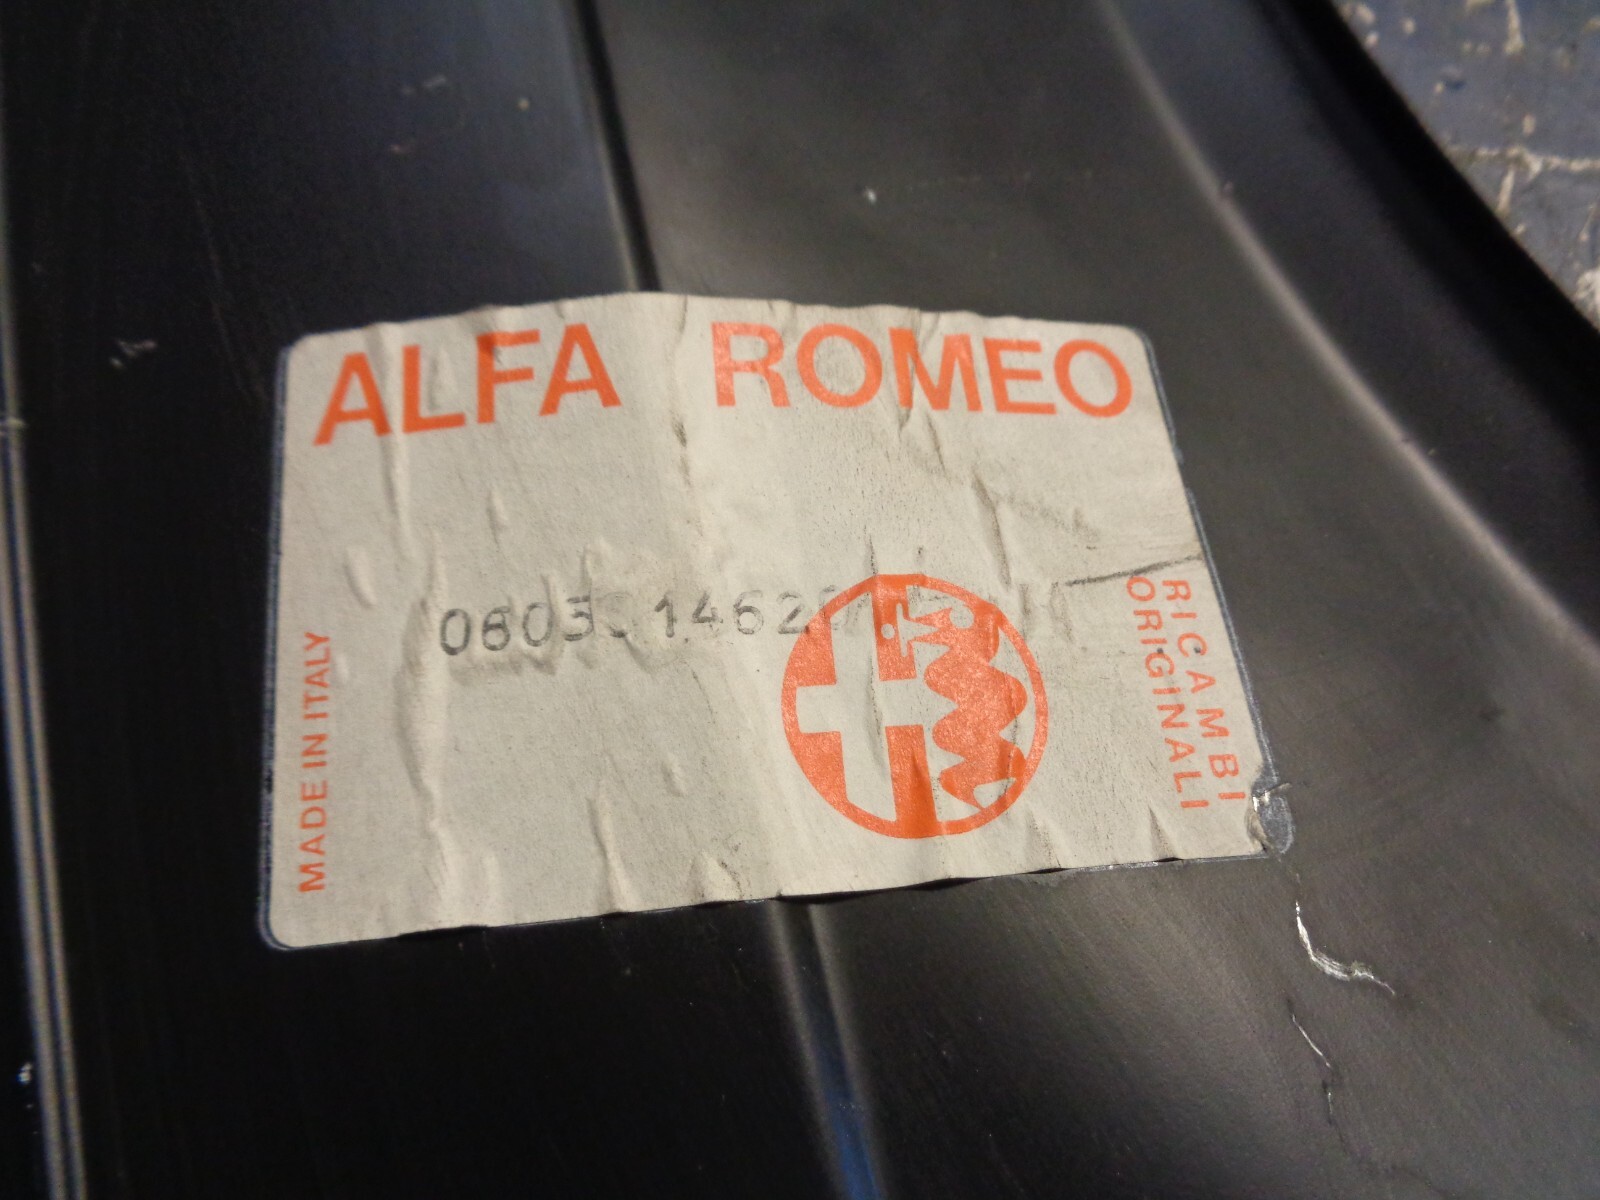 ALFA ROMEO
MADE IN ITALY
RICAMBI
ORIGINALI